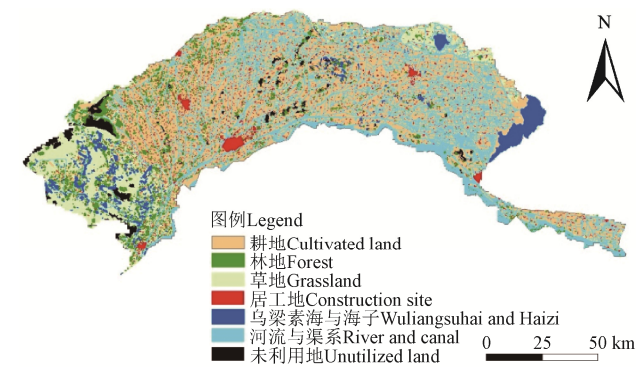 N
图例Legend
耕地Cultivated land
林地Forest
草地Grassland
居工地Construction site
乌梁素海与海子Wuliangsuhai and Haizi
河流与渠系River and canal
未利用地Unutilized land
0 25 50 km